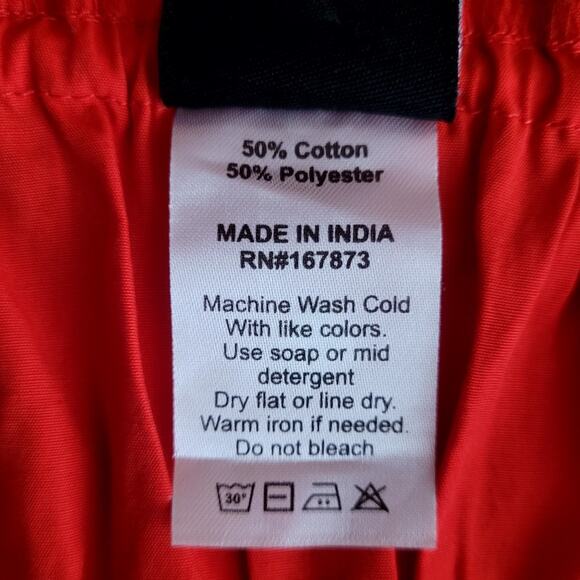 50% Cotton
50% Polyester
MADE IN INDIA
RN#167873
Machine Wash Cold
With like colors.
Use soap or mid
detergent
Dry flat or line dry.
Warm iron if needed.
Do not bleach
30°